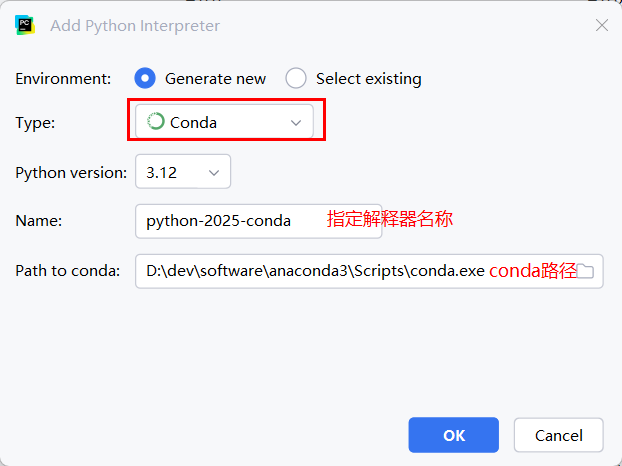 Add Python Interpreter
Environment: Generate new Select existing
Type: Conda
Python version: 3.12
Name: python-2025-conda 指定解释器名称
Path to conda: D:\dev\software\anaconda3\Scripts\conda.exe conda路径
OK Cancel